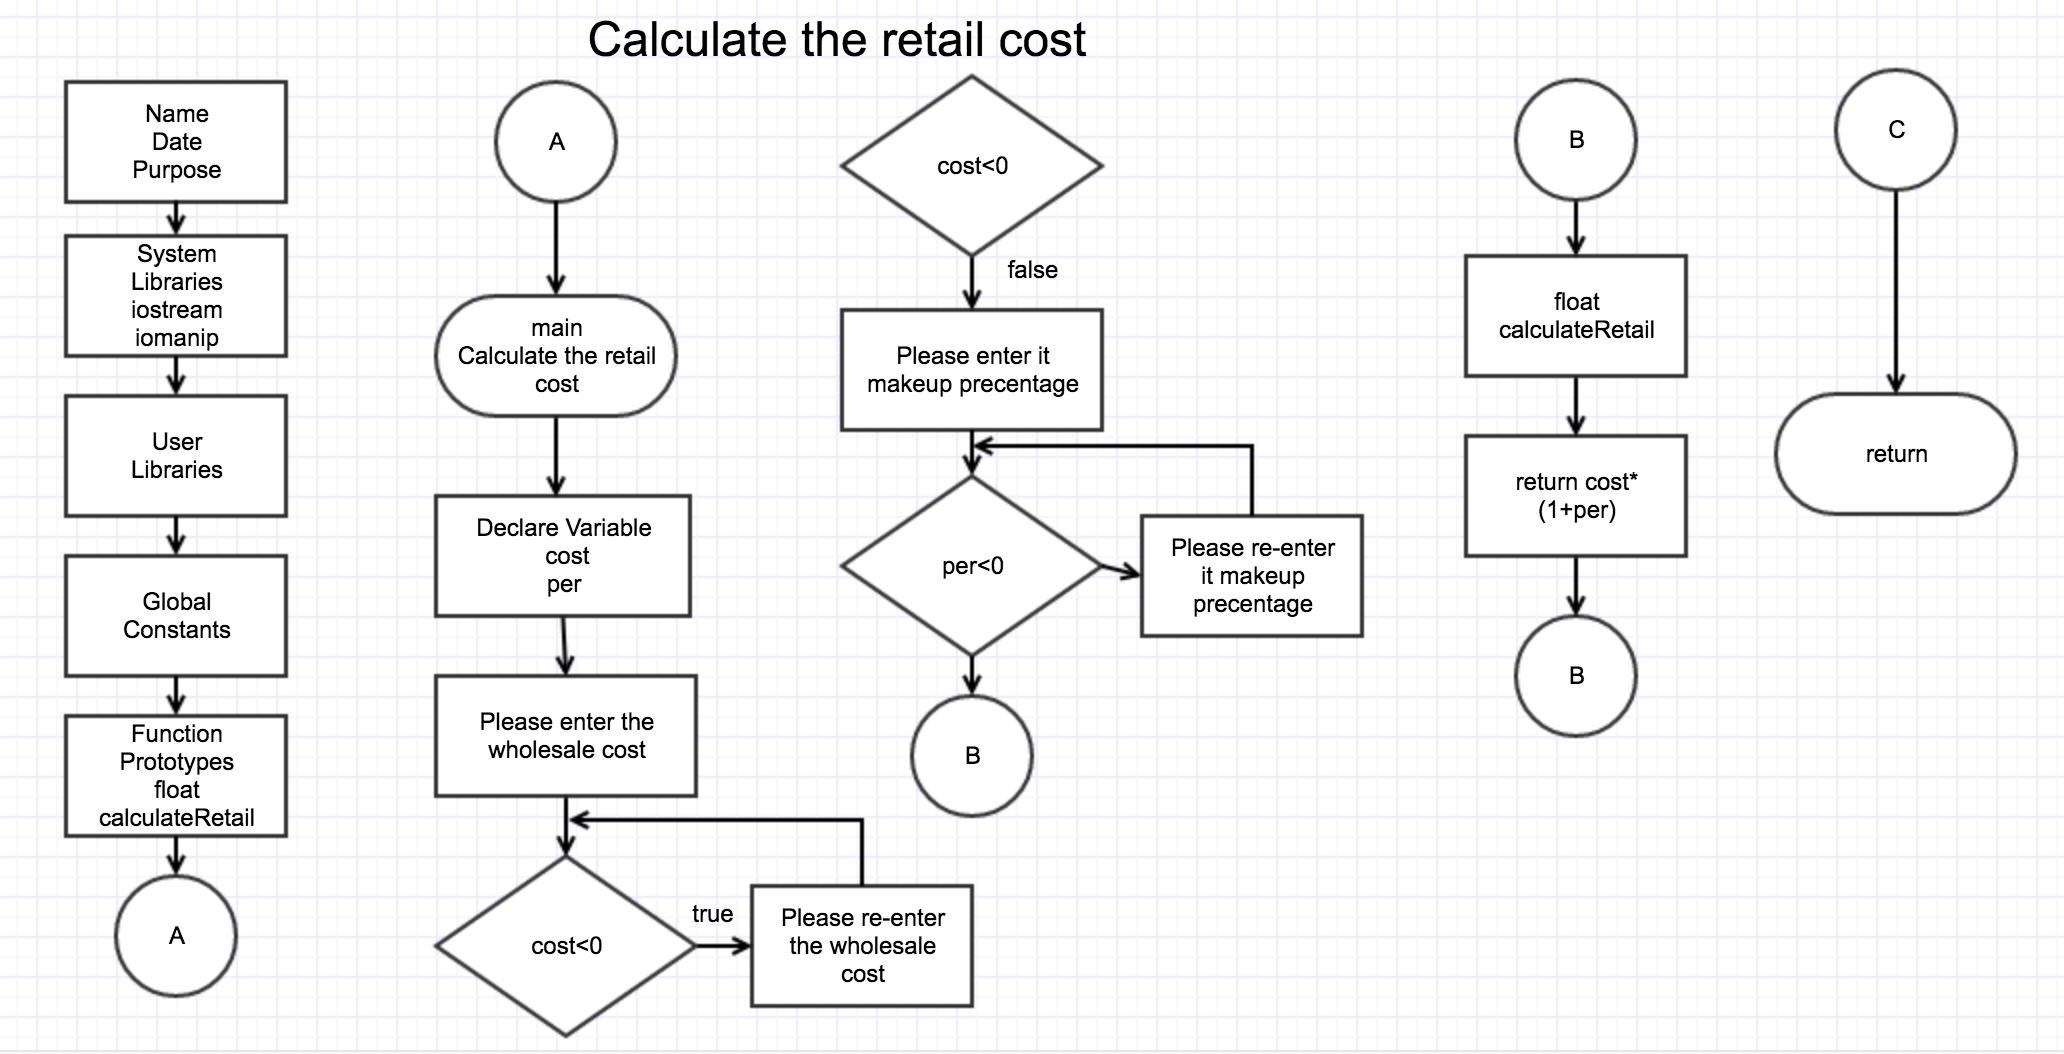 Calculate the retail cost
Name
Date
Purpose
System
Libraries
iostream
iomanip
User
Libraries
Global
Constants
Function
Prototypes
float
calculateRetail
A
A
main
Calculate the retail
cost
Declare Variable
cost
per
Please enter the
wholesale cost
cost<0
true
Please re-enter
the wholesale
cost
cost<0
false
Please enter it
makeup precentage
per<0
Please re-enter
it makeup
precentage
B
B
float
calculateRetail
return cost*
(1+per)
B
C
return